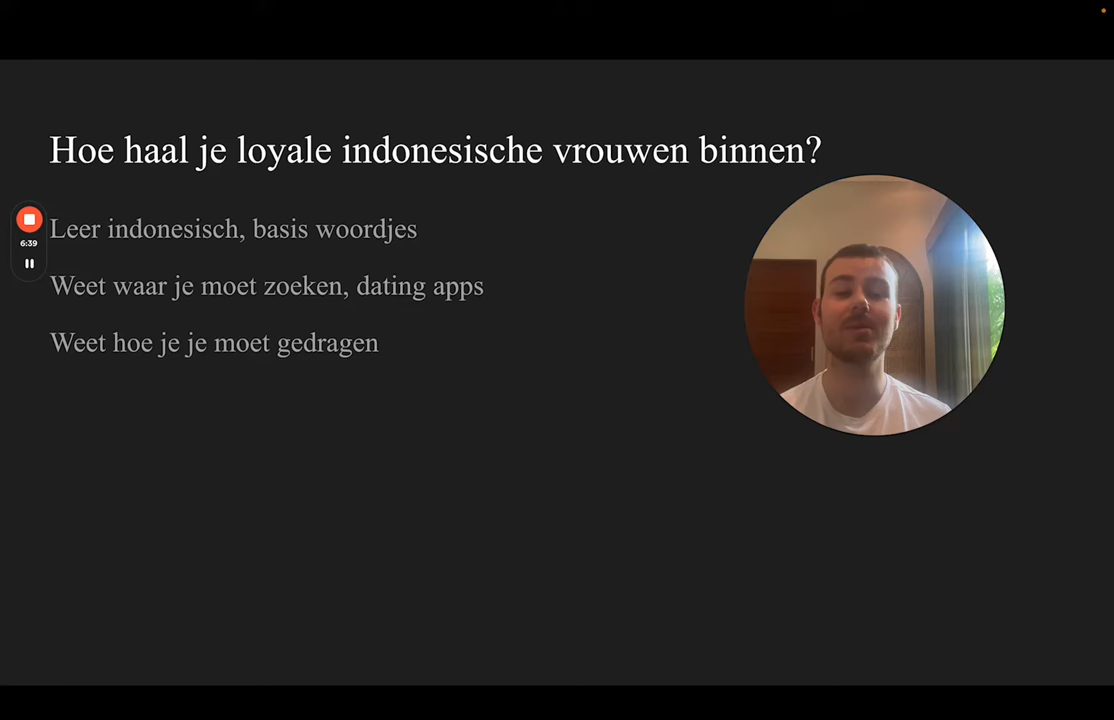 Hoe haal je loyale indonesische vrouwen binnen?
Leer indonesisch, basis woordjes
6:39
Weet waar je moet zoeken, dating apps
Weet hoe je je moet gedragen